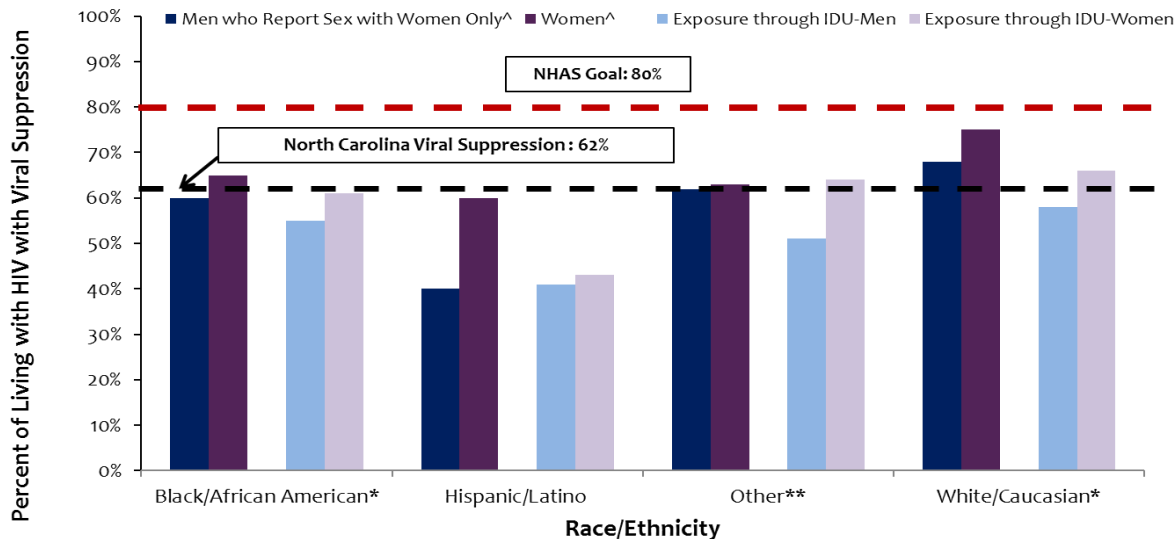 100%
Men who Report Sex with Women Only^
Women^
Exposure through IDU-Men
Exposure through IDU-Women
90%
NHAS Goal: 80%
80%
North Carolina Viral Suppression : 62%
70%
60%
50%
40%
30%
20%
10%
0%
Percent of Living with HIV with Viral Suppression
Black/African American*
Hispanic/Latino
Other**
White/Caucasian*
Race/Ethnicity